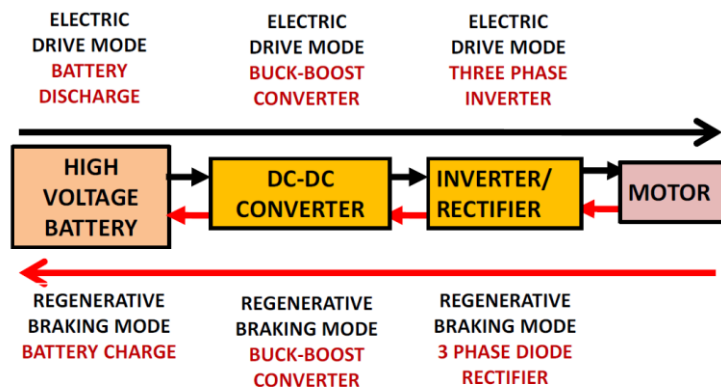 ELECTRIC
DRIVE MODE
BATTERY
DISCHARGE
ELECTRIC
DRIVE MODE
BUCK-BOOST
CONVERTER
ELECTRIC
DRIVE MODE
THREE PHASE
INVERTER
HIGH
VOLTAGE
BATTERY
DC-DC
CONVERTER
INVERTER/
RECTIFIER
MOTOR
REGENERATIVE
BRAKING MODE
BATTERY CHARGE
REGENERATIVE
BRAKING MODE
BUCK-BOOST
CONVERTER
REGENERATIVE
BRAKING MODE
3 PHASE DIODE
RECTIFIER